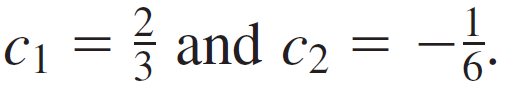 c₁ = 2/3 and c₂ = −1/6.